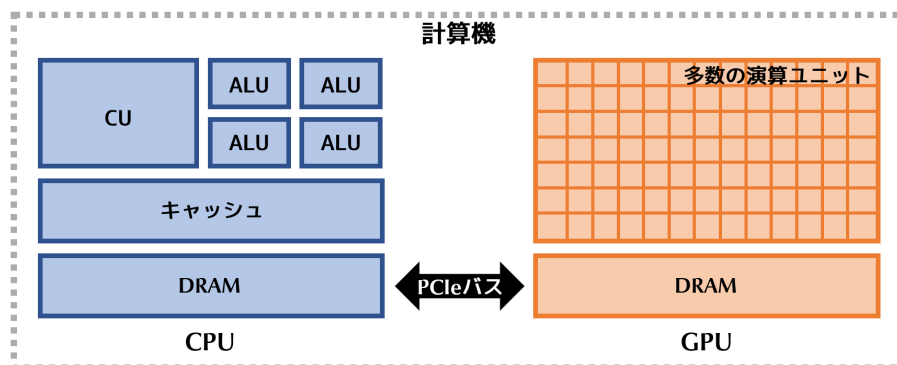 計算機
CU
ALU
ALU
ALU
ALU
キャッシュ
DRAM
CPU
PCIeバス
多数の演算ユニット
DRAM
GPU